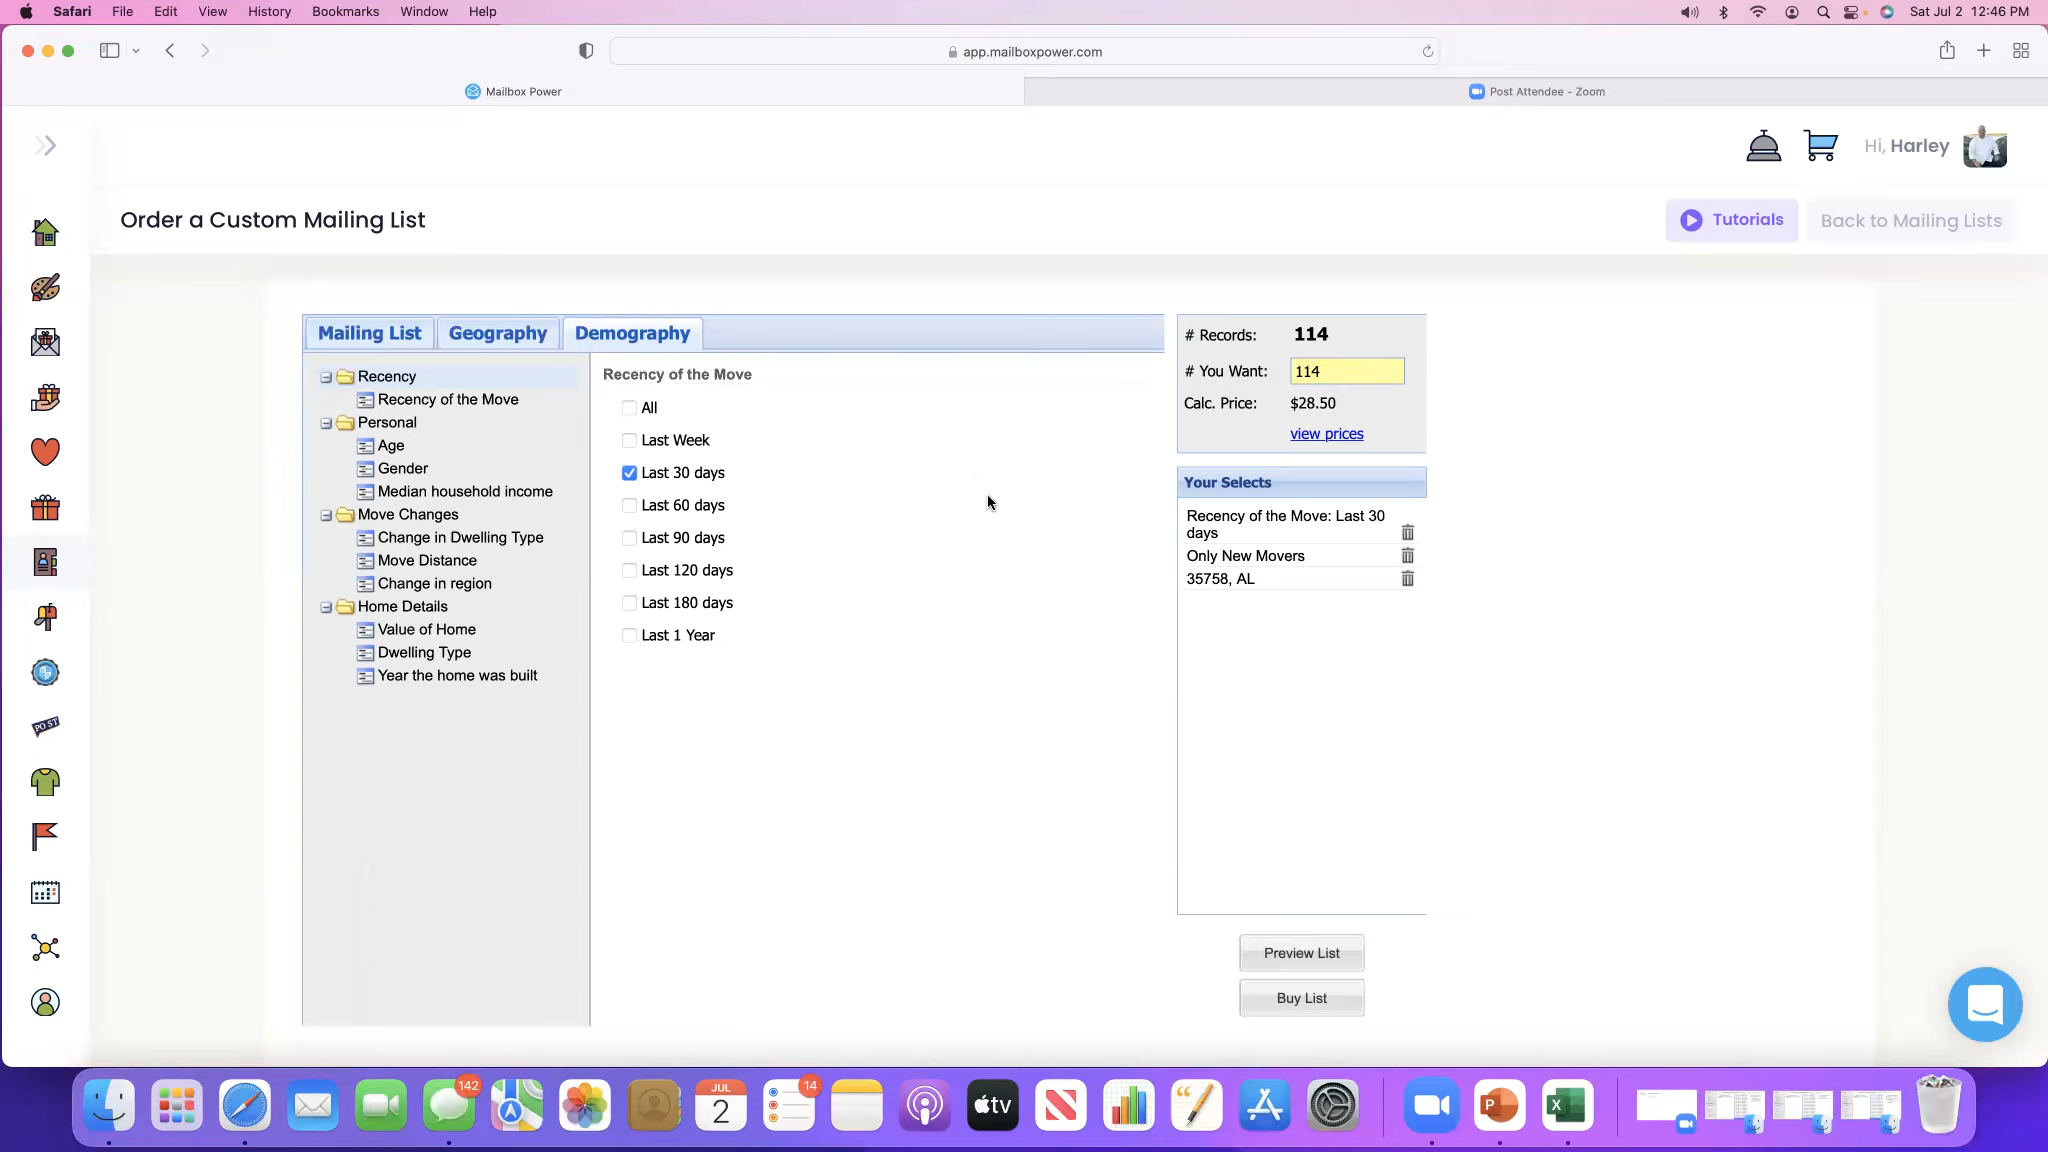 Safari File Edit View History Bookmarks Window Help
Sat Jul 2 12:46 PM
app.mailboxpower.com
Mailbox Power
Post Attendee - Zoom
Hi, Harley
Order a Custom Mailing List
Tutorials
Back to Mailing Lists
Mailing List
Geography
Demography
Recency
Recency of the Move
Personal
Age
Gender
Median household income
Move Changes
Change in Dwelling Type
Move Distance
Change in region
Home Details
Value of Home
Dwelling Type
Year the home was built
Recency of the Move
All
Last Week
Last 30 days
Last 60 days
Last 90 days
Last 120 days
Last 180 days
Last 1 Year
# Records: 114
# You Want: 114
Calc. Price: $28.50
view prices
Your Selects
Recency of the Move: Last 30
days
Only New Movers
35758, AL
Preview List
Buy List
POST
142
JUL
2
14
tv
P
X